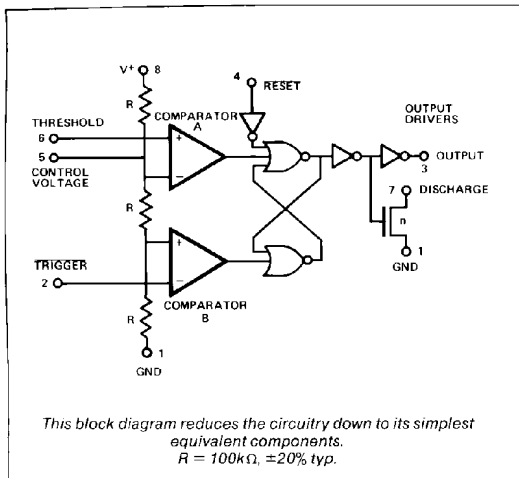 V+ 8
4
RESET
R
COMPARATOR
A
OUTPUT
DRIVERS
THRESHOLD
6
5
CONTROL
VOLTAGE
+
−
3
OUTPUT
7 DISCHARGE
n
R
1
GND
TRIGGER
2
+
−
R
COMPARATOR
B
1
GND
This block diagram reduces the circuitry down to its simplest
equivalent components.
R = 100kΩ, ±20% typ.